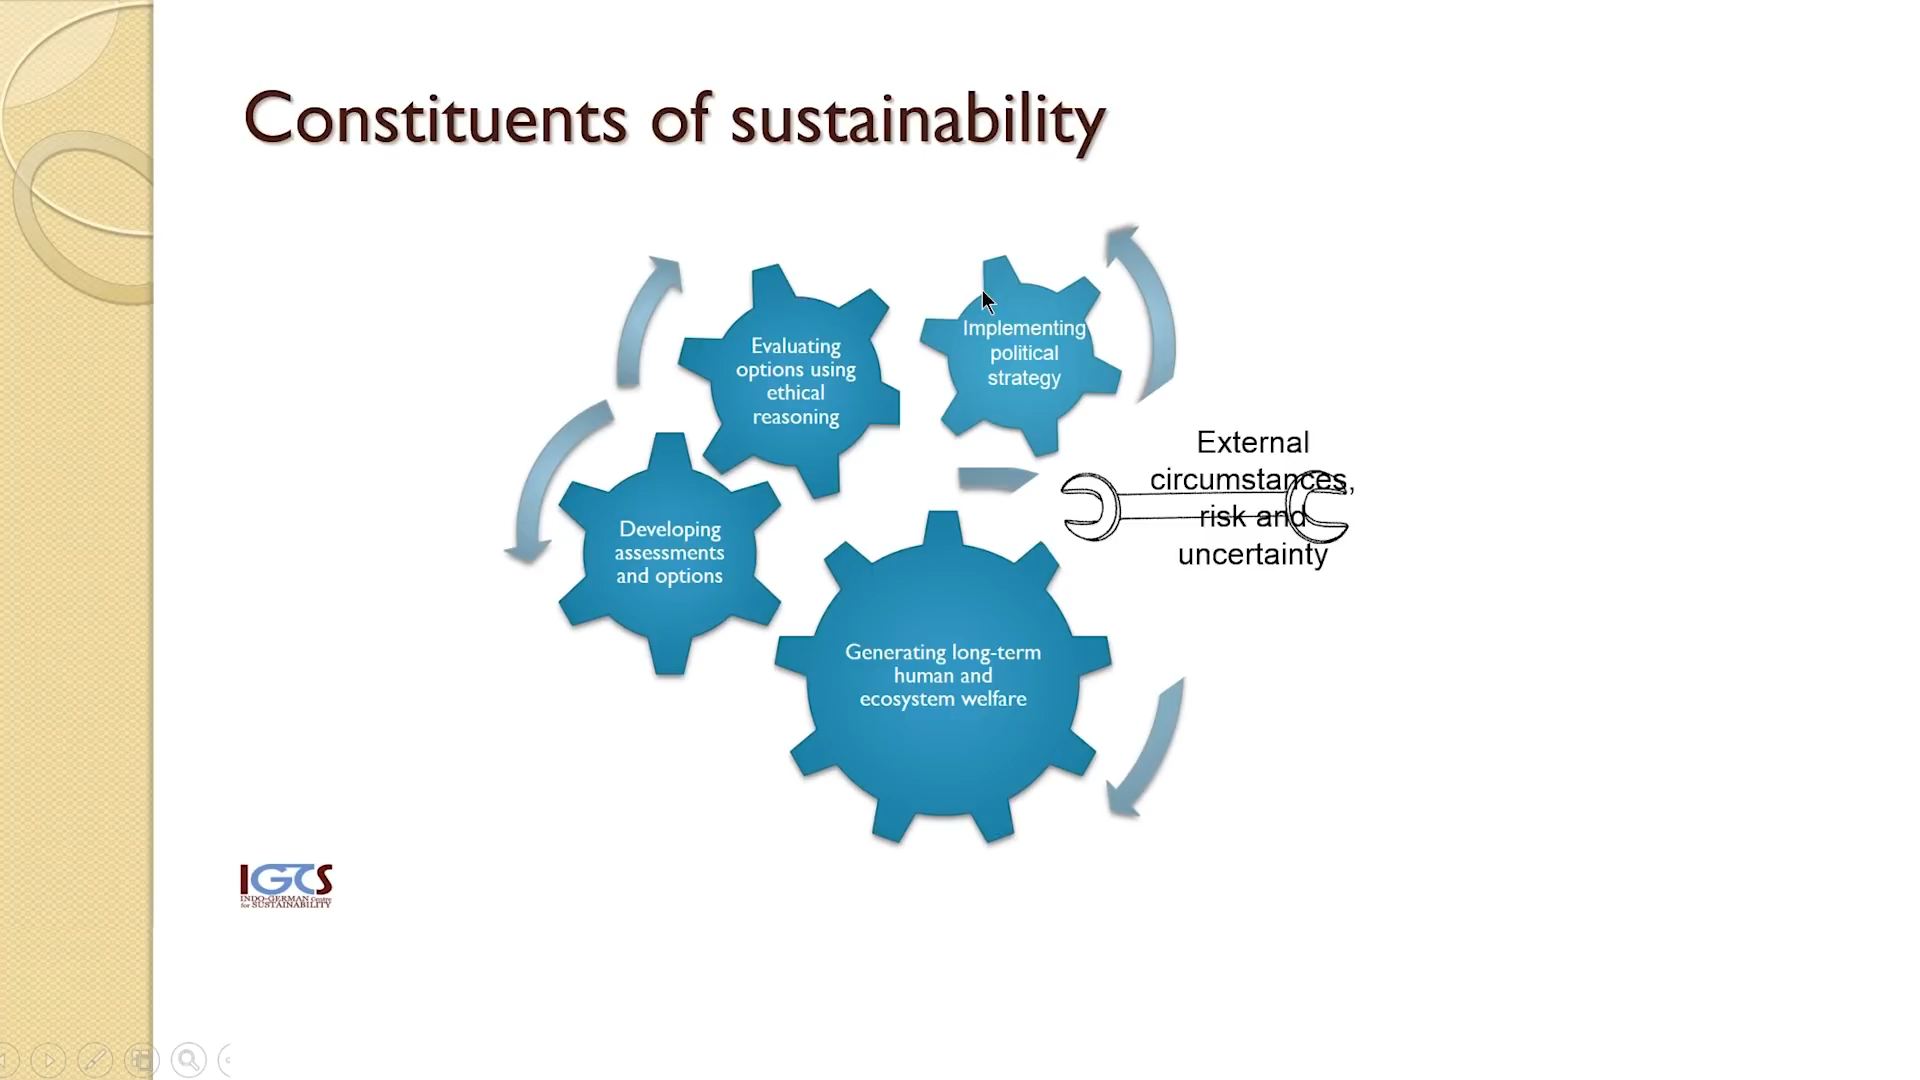 Constituents of sustainability
Evaluating
options using
ethical
reasoning
Implementing
political
strategy
External
circumstances,
risk and
uncertainty
Developing
assessments
and options
Generating long-term
human and
ecosystem welfare
IGCS
INDO-GERMAN Centre
for SUSTAINABILITY